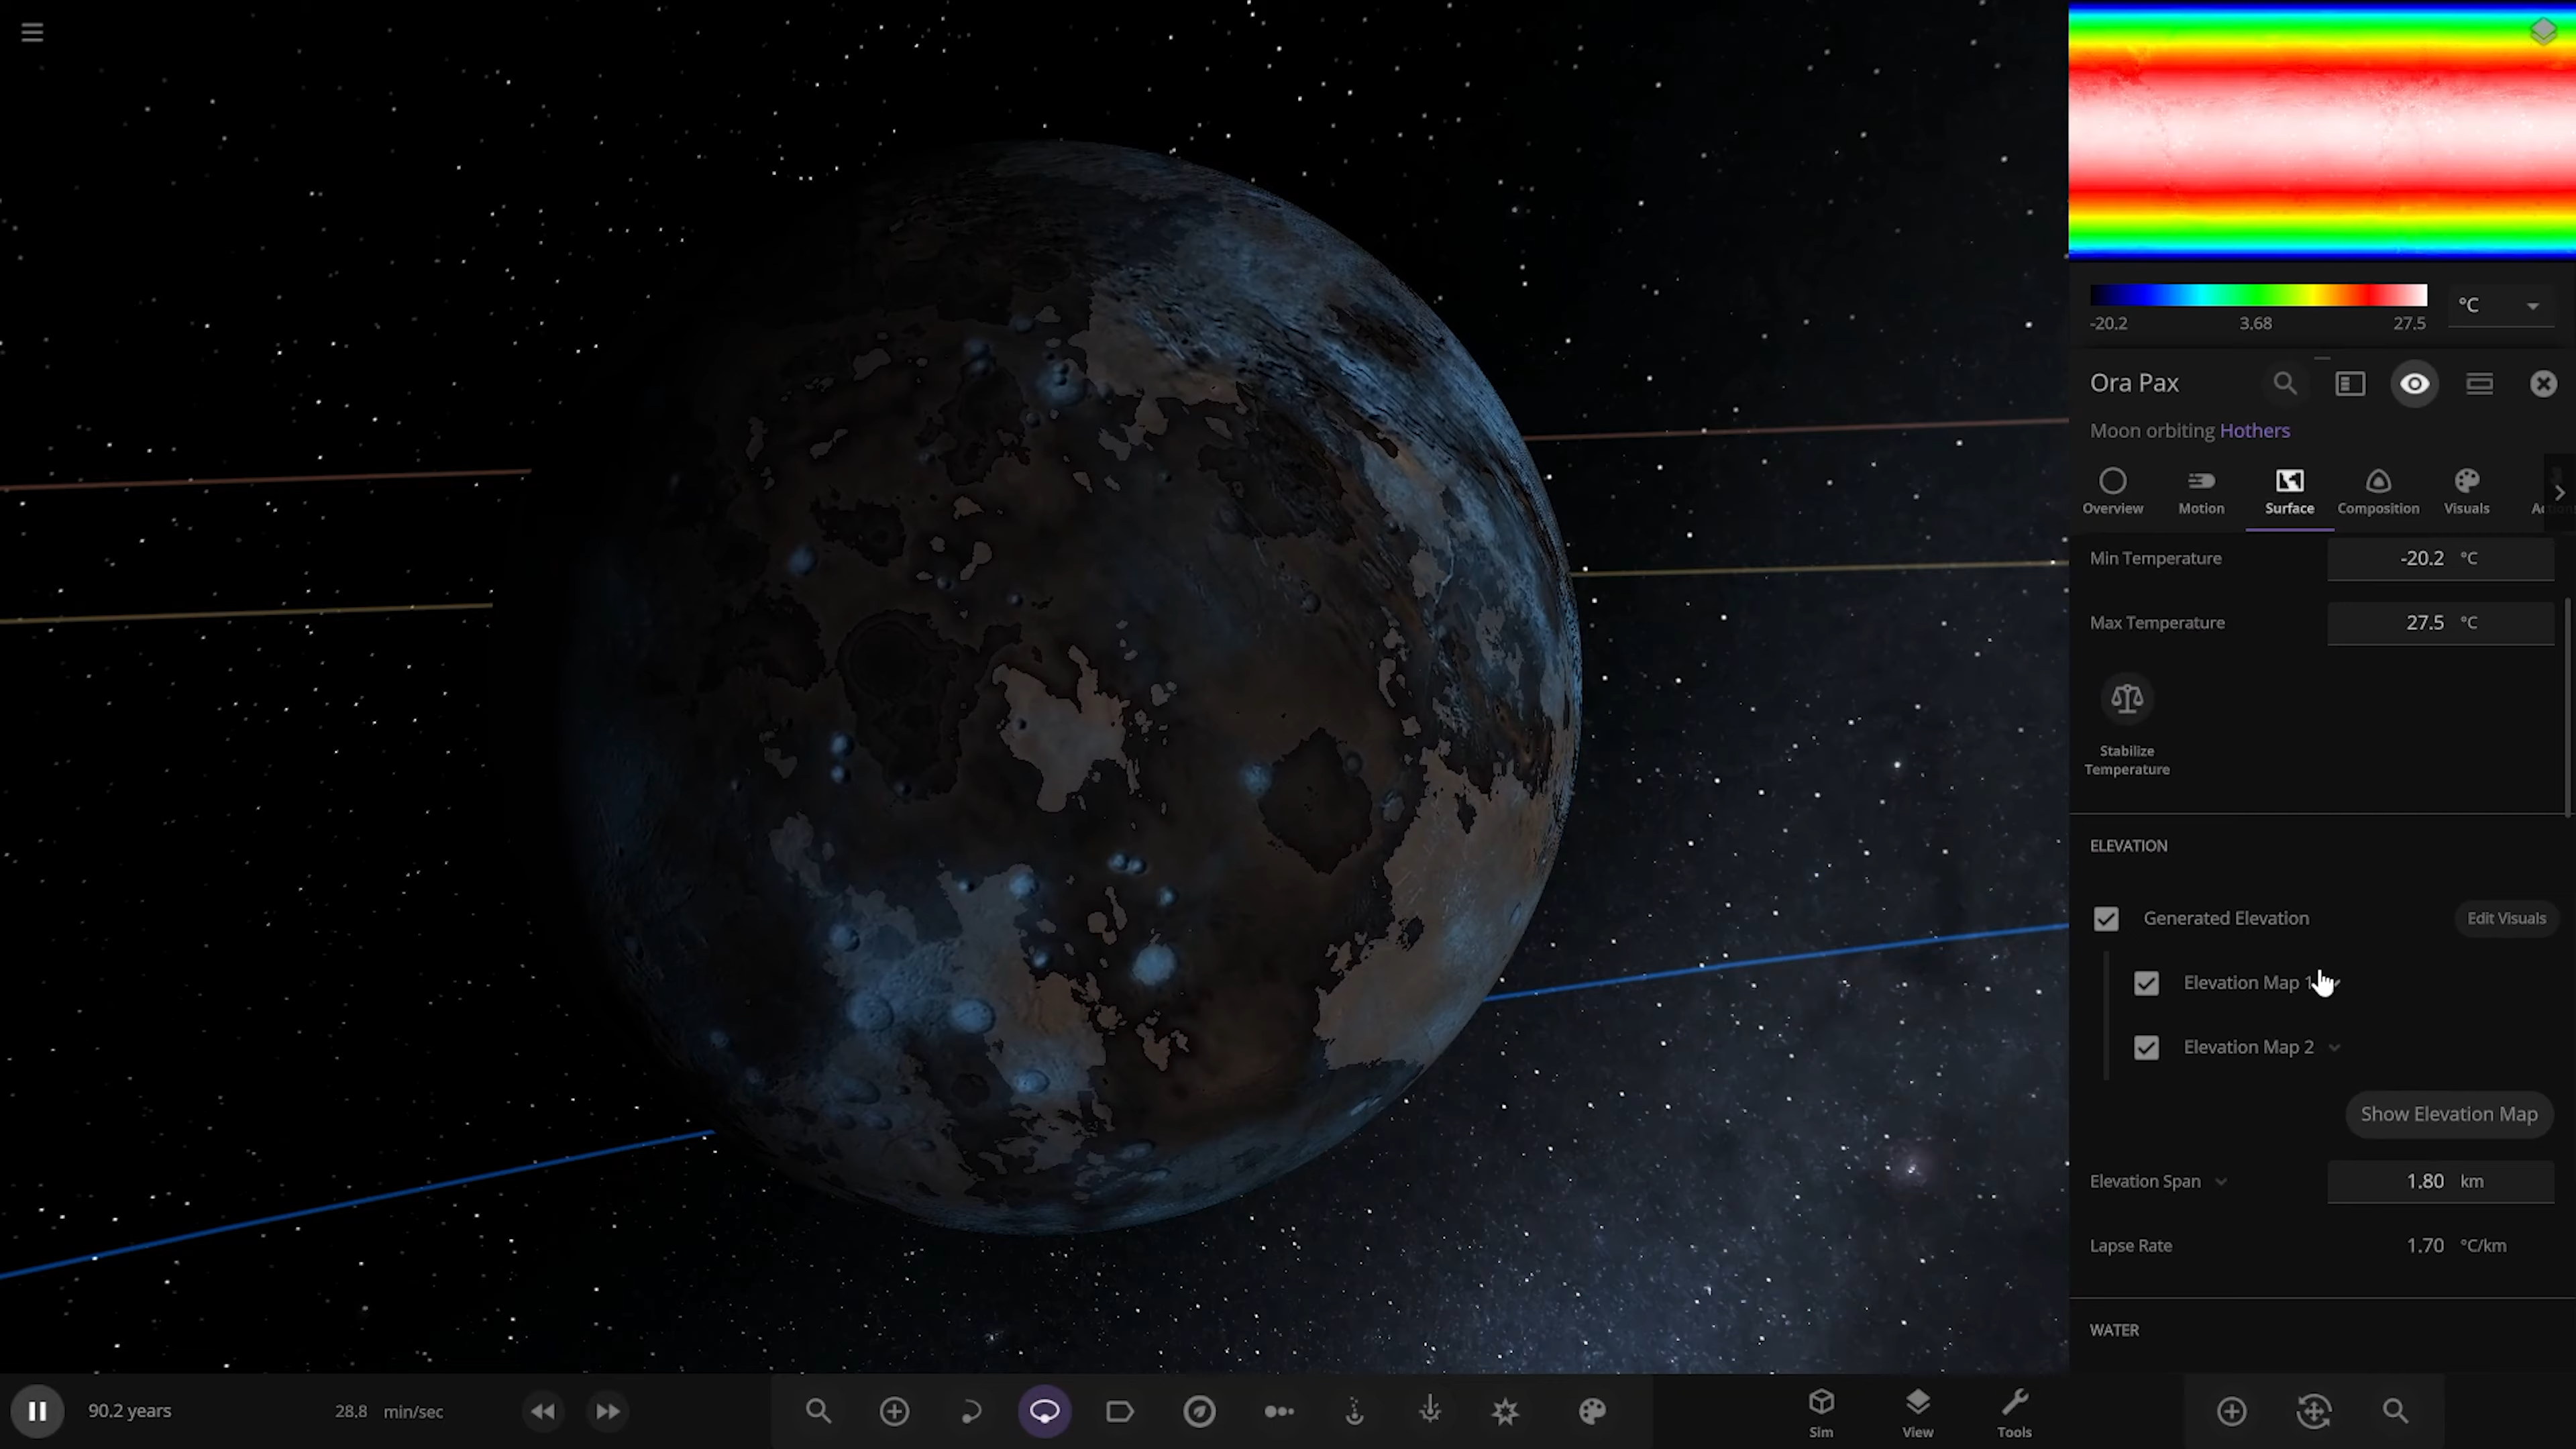 °C
-20.2 3.68 27.5
Ora Pax
Moon orbiting Hothers
Overview Motion Surface Composition Visuals
Min Temperature -20.2 °C
Max Temperature 27.5 °C
Stabilize
Temperature
ELEVATION
Generated Elevation Edit Visuals
Elevation Map 1
Elevation Map 2
Show Elevation Map
Elevation Span 1.80 km
Lapse Rate 1.70 °C/km
WATER
90.2 years 28.8 min/sec
Sim View Tools